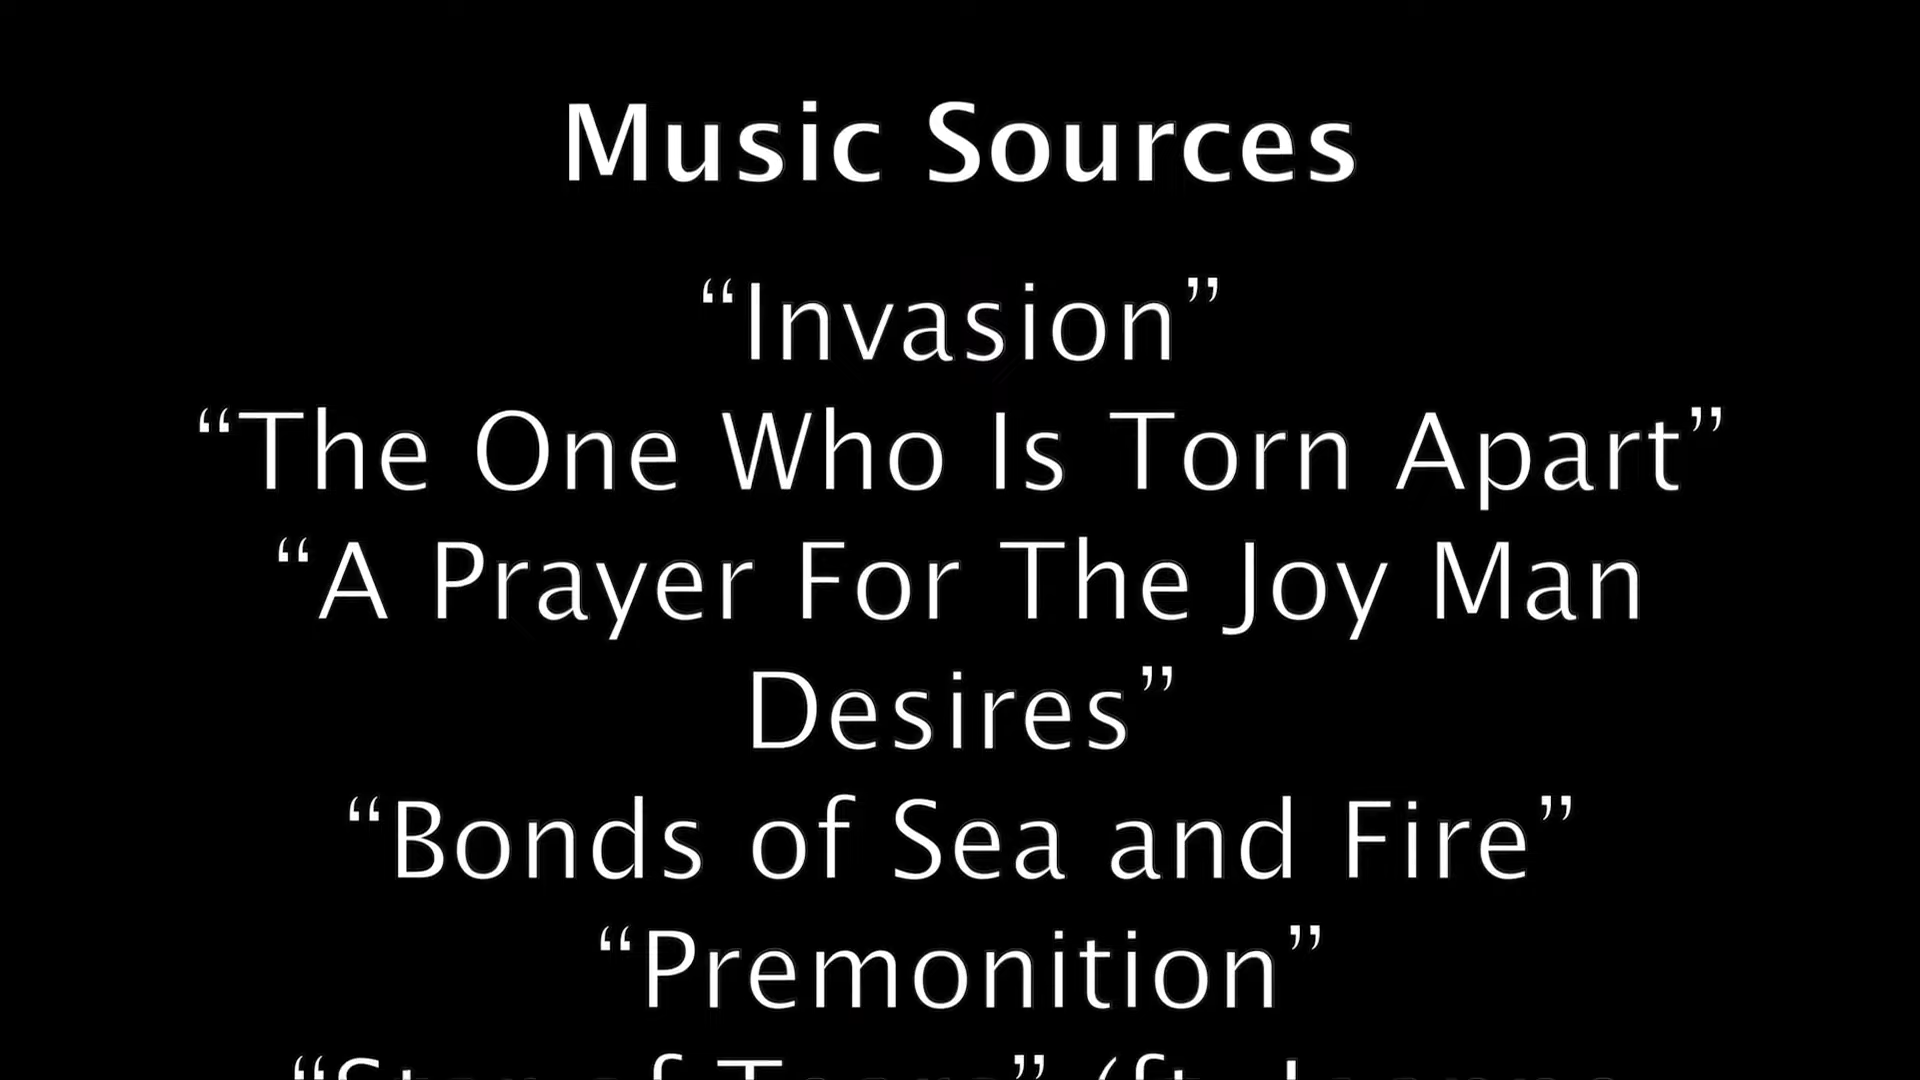 Music Sources
“Invasion”
“The One Who Is Torn Apart”
“A Prayer For The Joy Man
Desires”
“Bonds of Sea and Fire”
“Premonition”
of